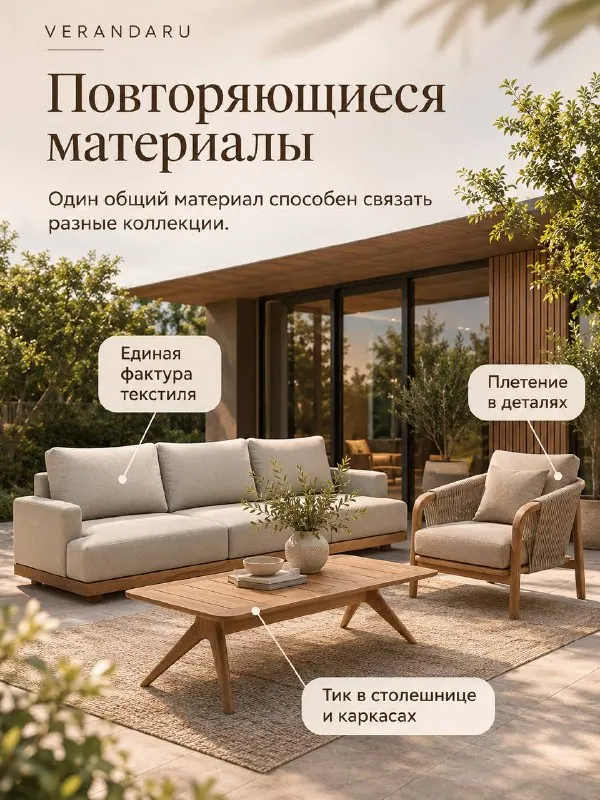 VERANDARU
Повторяющиеся
материалы
Один общий материал способен связать
разные коллекции.
Единая
фактура
текстиля
Плетение
в деталях
Тик в столешнице
и каркасах